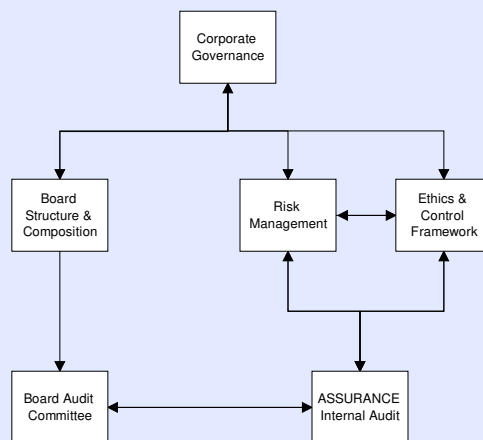 Corporate
Governance
Board
Structure &
Composition
Risk
Management
Ethics &
Control
Framework
Board Audit
Committee
ASSURANCE
Internal Audit